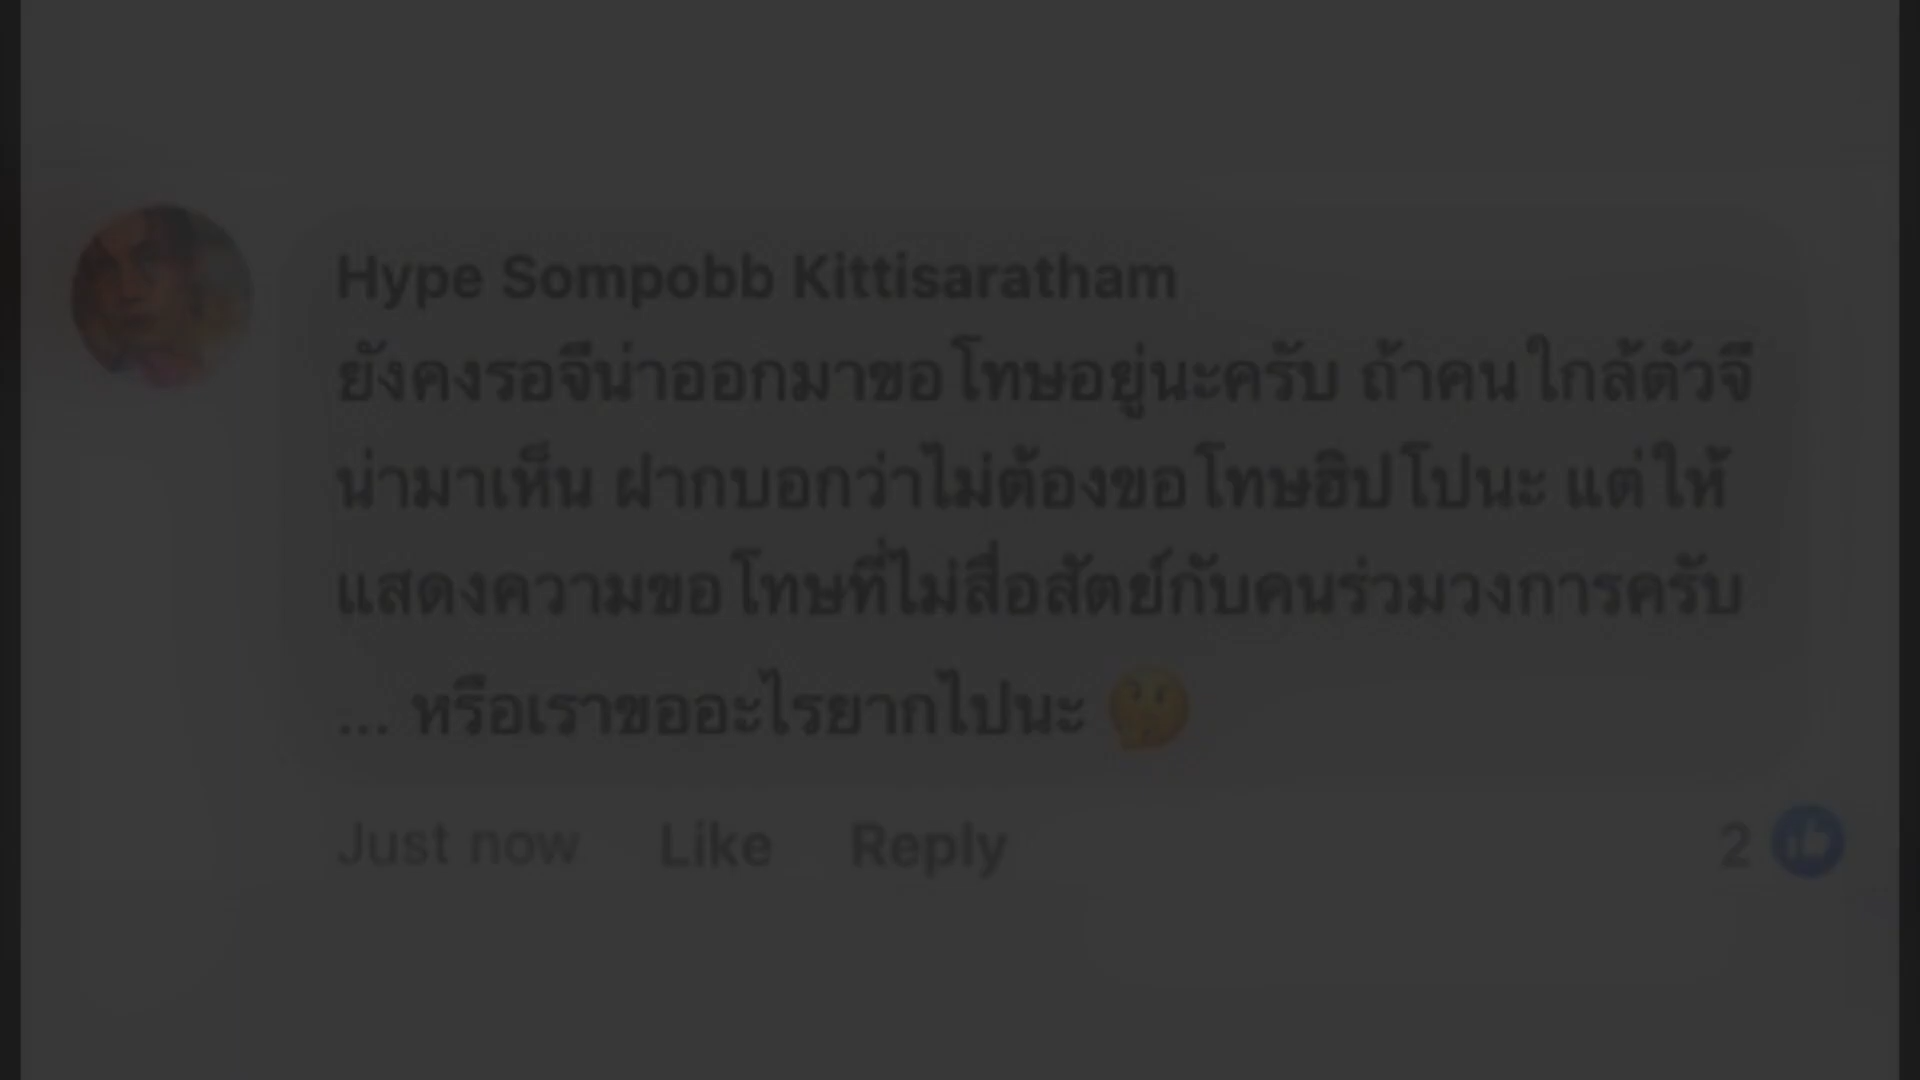 Hype Sompobb Kittisaratham
ยังคงรอจีน่าออกมาขอโทษอยู่นะครับ ถ้าคนใกล้ตัวจี
น่ามาเห็น ฝากบอกว่าไม่ต้องขอโทษฮิปโปนะ แต่ให้
แสดงความขอโทษที่ไม่สื่อสัตย์กับคนร่วมวงการครับ
... หรือเราขออะไรยากไปนะ 🤔
Just now Like Reply 2